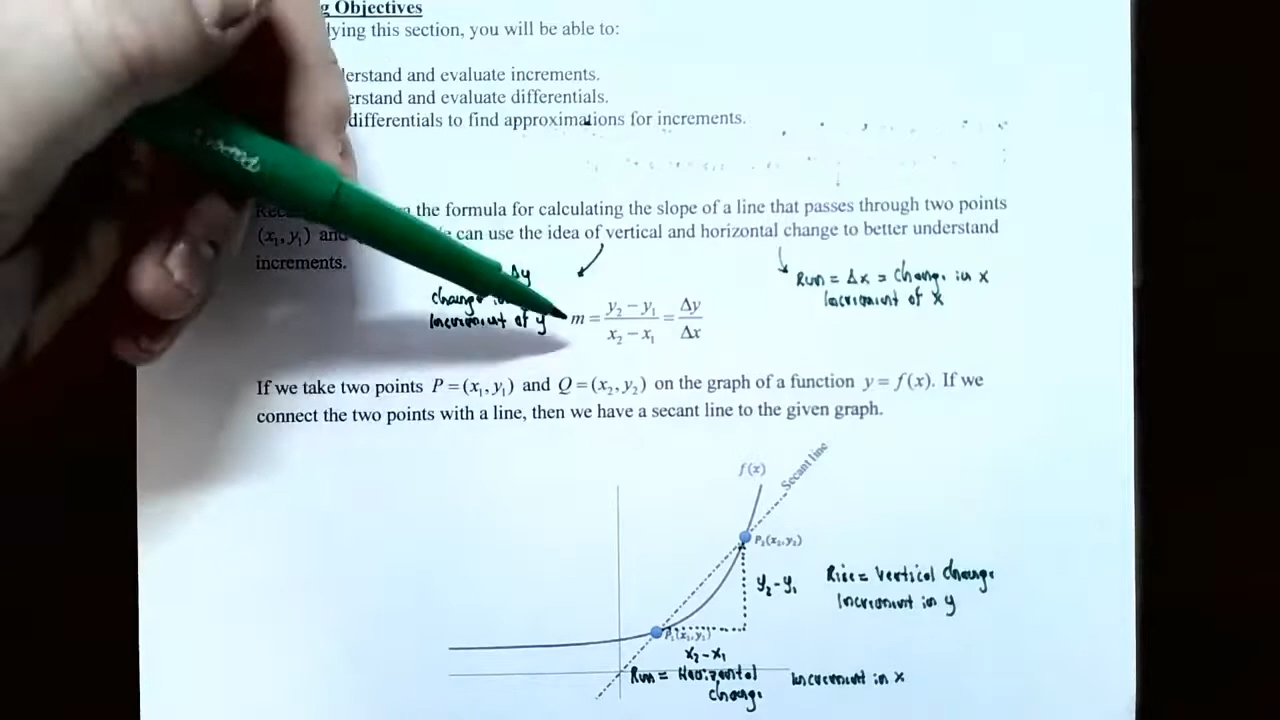 g Objectives
lying this section, you will be able to:
lerstand and evaluate increments.
erstand and evaluate differentials.
differentials to find approximations for increments.
the formula for calculating the slope of a line that passes through two points
(x₁, y₁) and can use the idea of vertical and horizontal change to better understand
increments.
Δy
change in
Increment of y
m = (y₂ − y₁)/(x₂ − x₁) = Δy/Δx
Run = Δx = change in x
Increment of x
If we take two points P = (x₁, y₁) and Q = (x₂, y₂) on the graph of a function y = f(x). If we
connect the two points with a line, then we have a secant line to the given graph.
f(x)
Secant line
P₂(x₂, y₂)
y₂ − y₁
Rise = Vertical change
Increment in y
P₁(x₁, y₁)
x₂ − x₁
Run = Horizontal
change
Increment in x